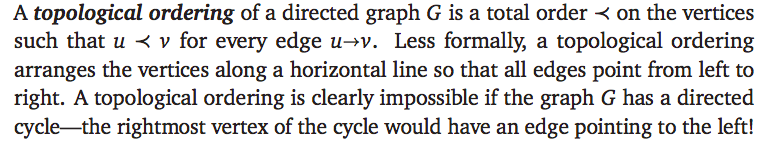 A topological ordering of a directed graph G is a total order ≺ on the vertices
such that u ≺ v for every edge u→v. Less formally, a topological ordering
arranges the vertices along a horizontal line so that all edges point from left to
right. A topological ordering is clearly impossible if the graph G has a directed
cycle—the rightmost vertex of the cycle would have an edge pointing to the left!